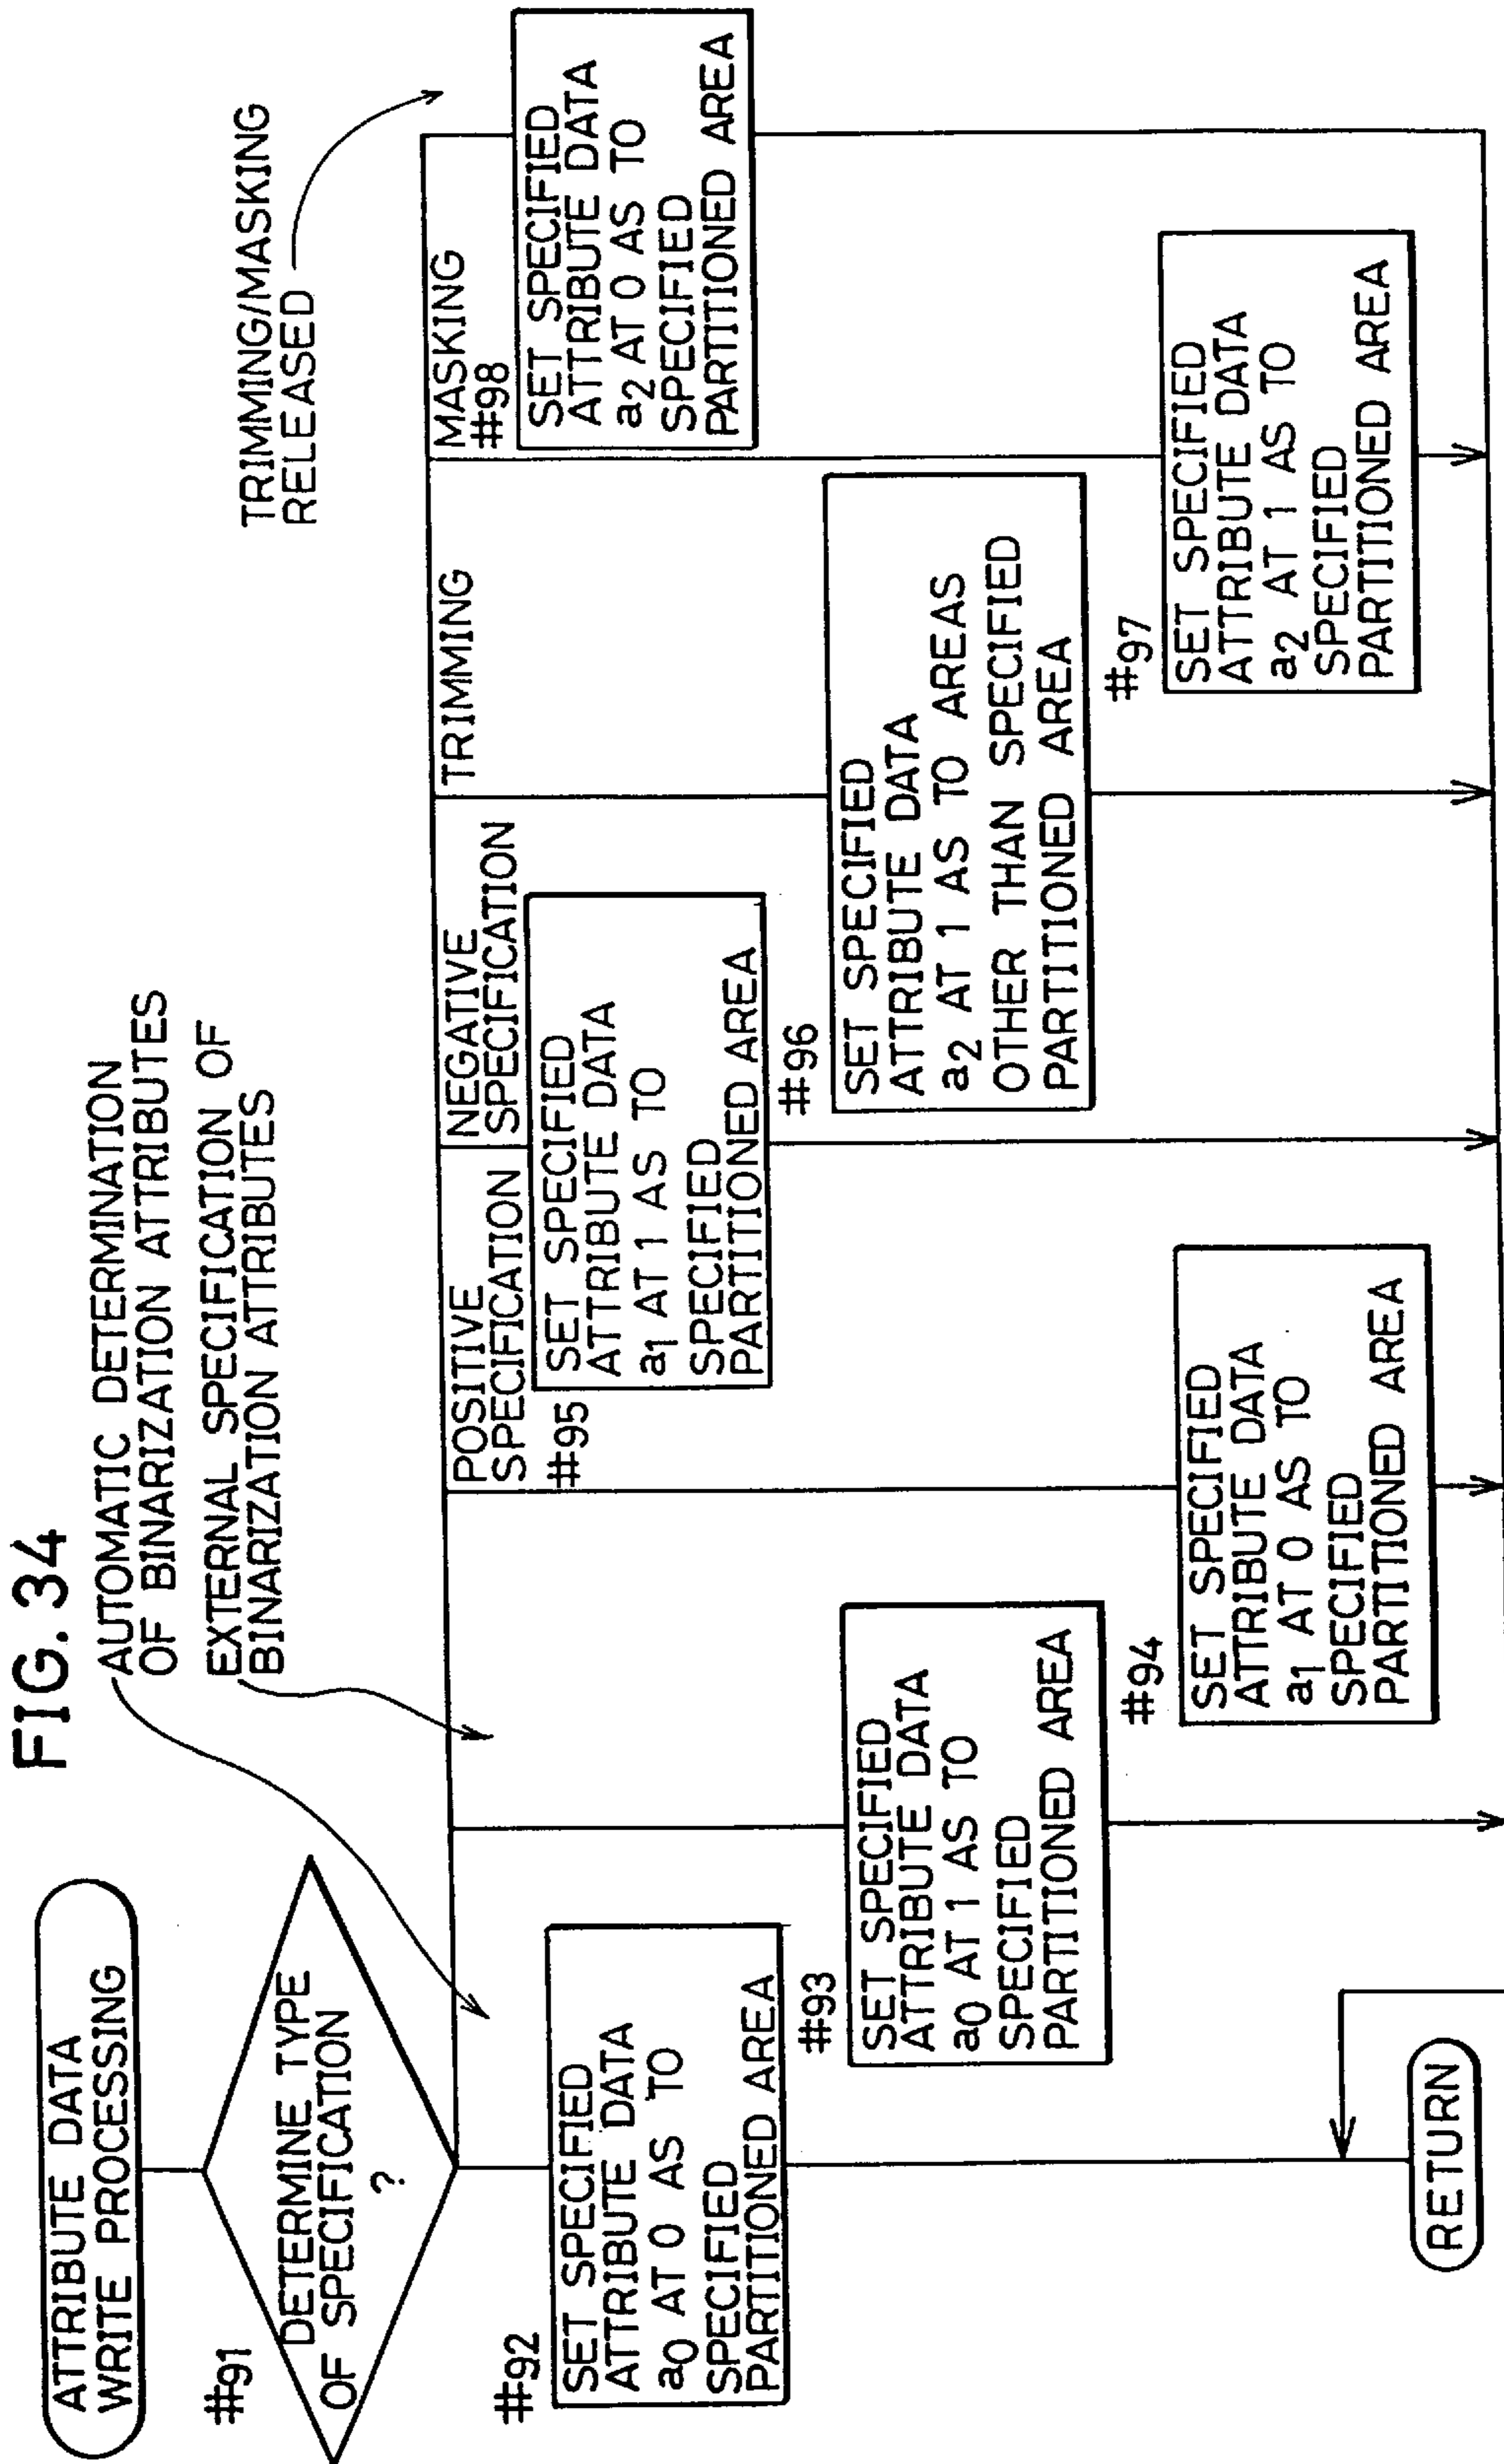 FIG. 34
ATTRIBUTE DATA
WRITE PROCESSING
AUTOMATIC DETERMINATION
OF BINARIZATION ATTRIBUTES
EXTERNAL SPECIFICATION OF
BINARIZATION ATTRIBUTES
TRIMMING/MASKING
RELEASED
#91
DETERMINE TYPE
OF SPECIFICATION
?
POSITIVE
SPECIFICATION
NEGATIVE
SPECIFICATION
TRIMMING
MASKING
#92
SET SPECIFIED
ATTRIBUTE DATA
a0 AT 0 AS TO
SPECIFIED
PARTITIONED AREA
#93
SET SPECIFIED
ATTRIBUTE DATA
a0 AT 1 AS TO
SPECIFIED
PARTITIONED AREA
#94
SET SPECIFIED
ATTRIBUTE DATA
a1 AT 0 AS TO
SPECIFIED
PARTITIONED AREA
#95
SET SPECIFIED
ATTRIBUTE DATA
a1 AT 1 AS TO
SPECIFIED
PARTITIONED AREA
#96
SET SPECIFIED
ATTRIBUTE DATA
a2 AT 1 AS TO AREAS
OTHER THAN SPECIFIED
PARTITIONED AREA
#97
SET SPECIFIED
ATTRIBUTE DATA
a2 AT 1 AS TO
SPECIFIED
PARTITIONED AREA
#98
SET SPECIFIED
ATTRIBUTE DATA
a2 AT 0 AS TO
SPECIFIED
PARTITIONED AREA
RETURN